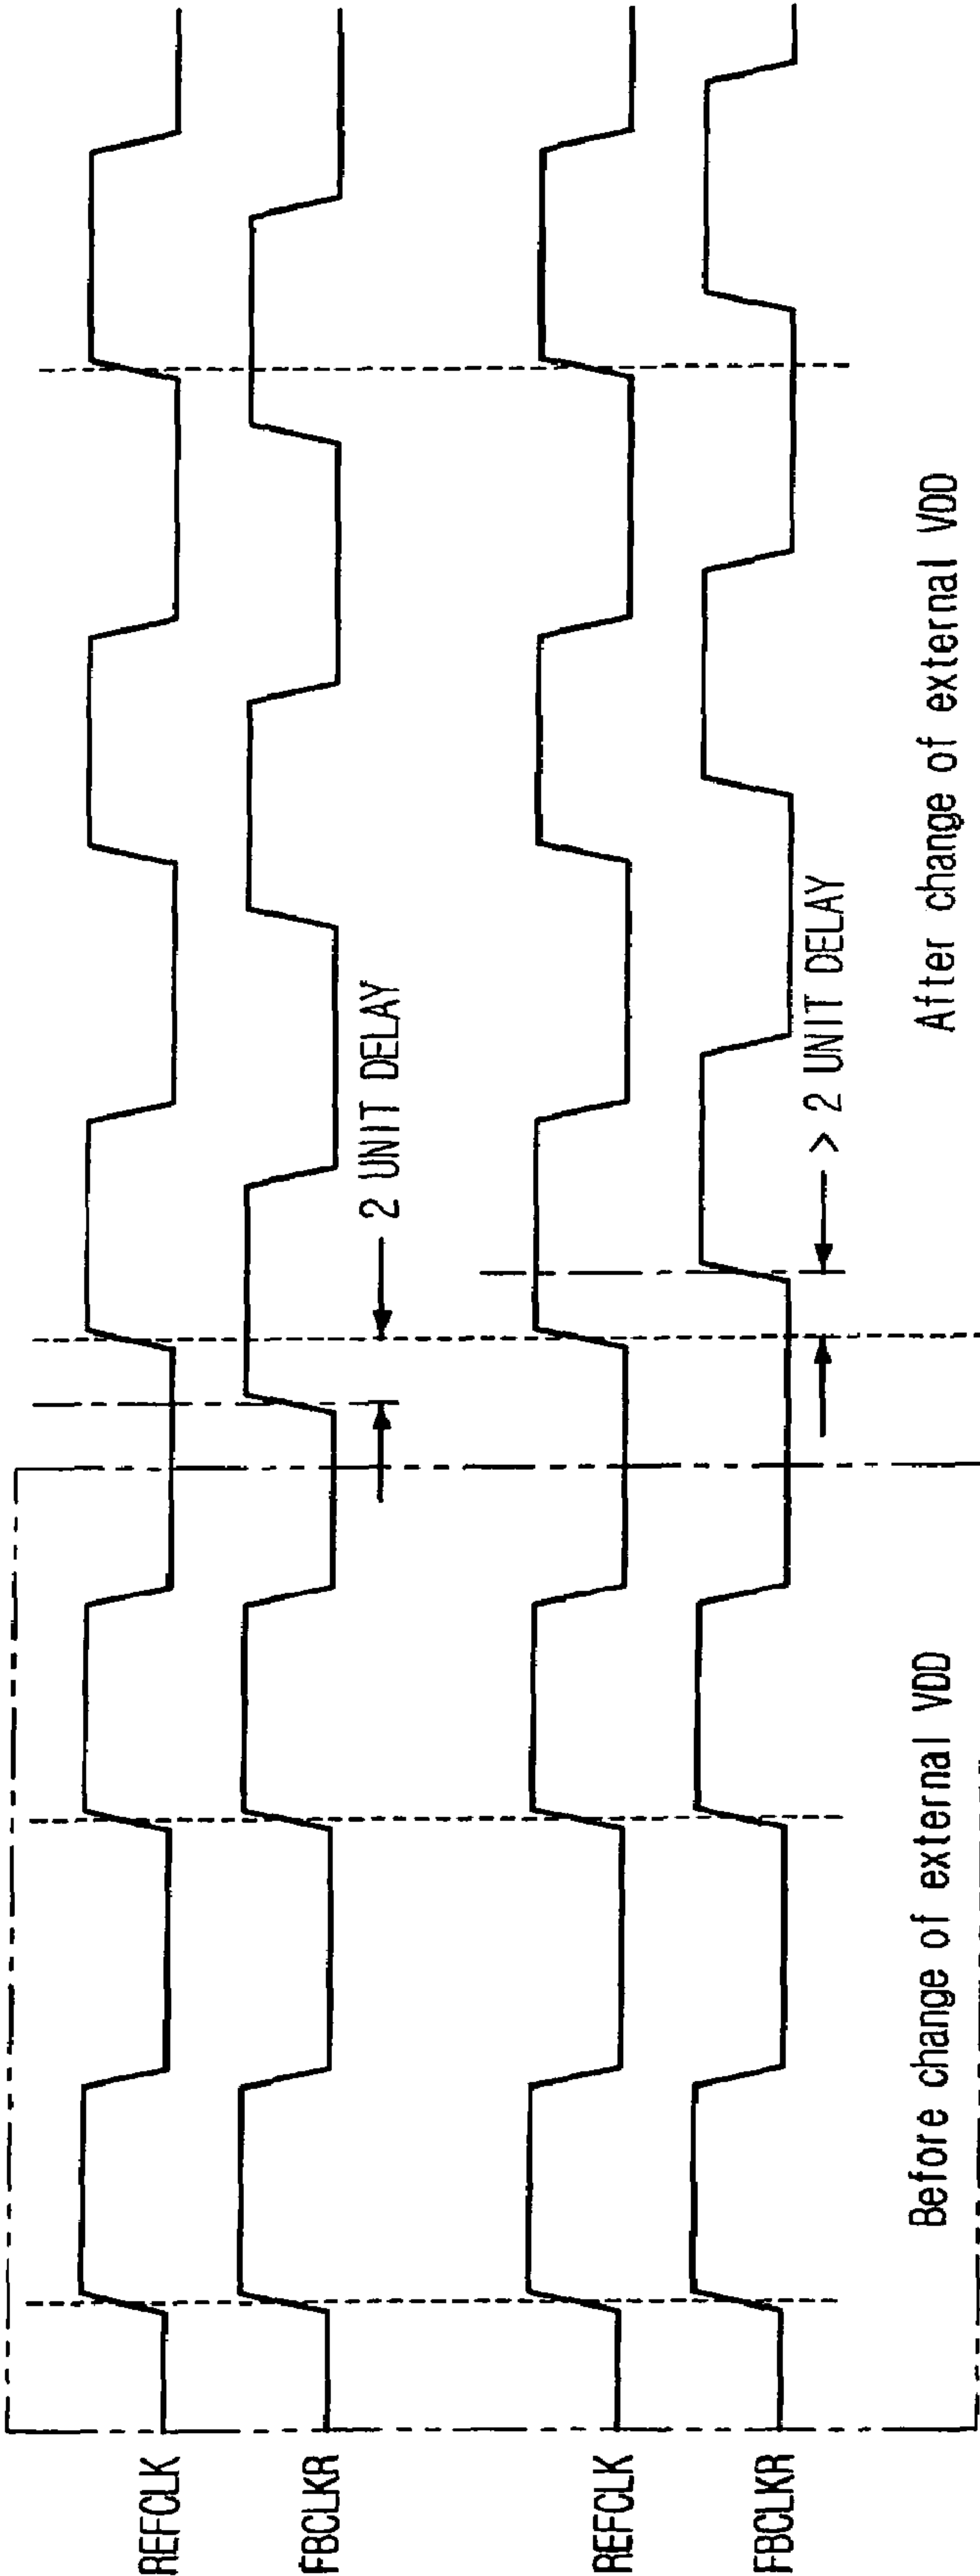 REFCLK
FBCLKR
2 UNIT DELAY
REFCLK
FBCLKR
> 2 UNIT DELAY
Before change of external VDD
After change of external VDD